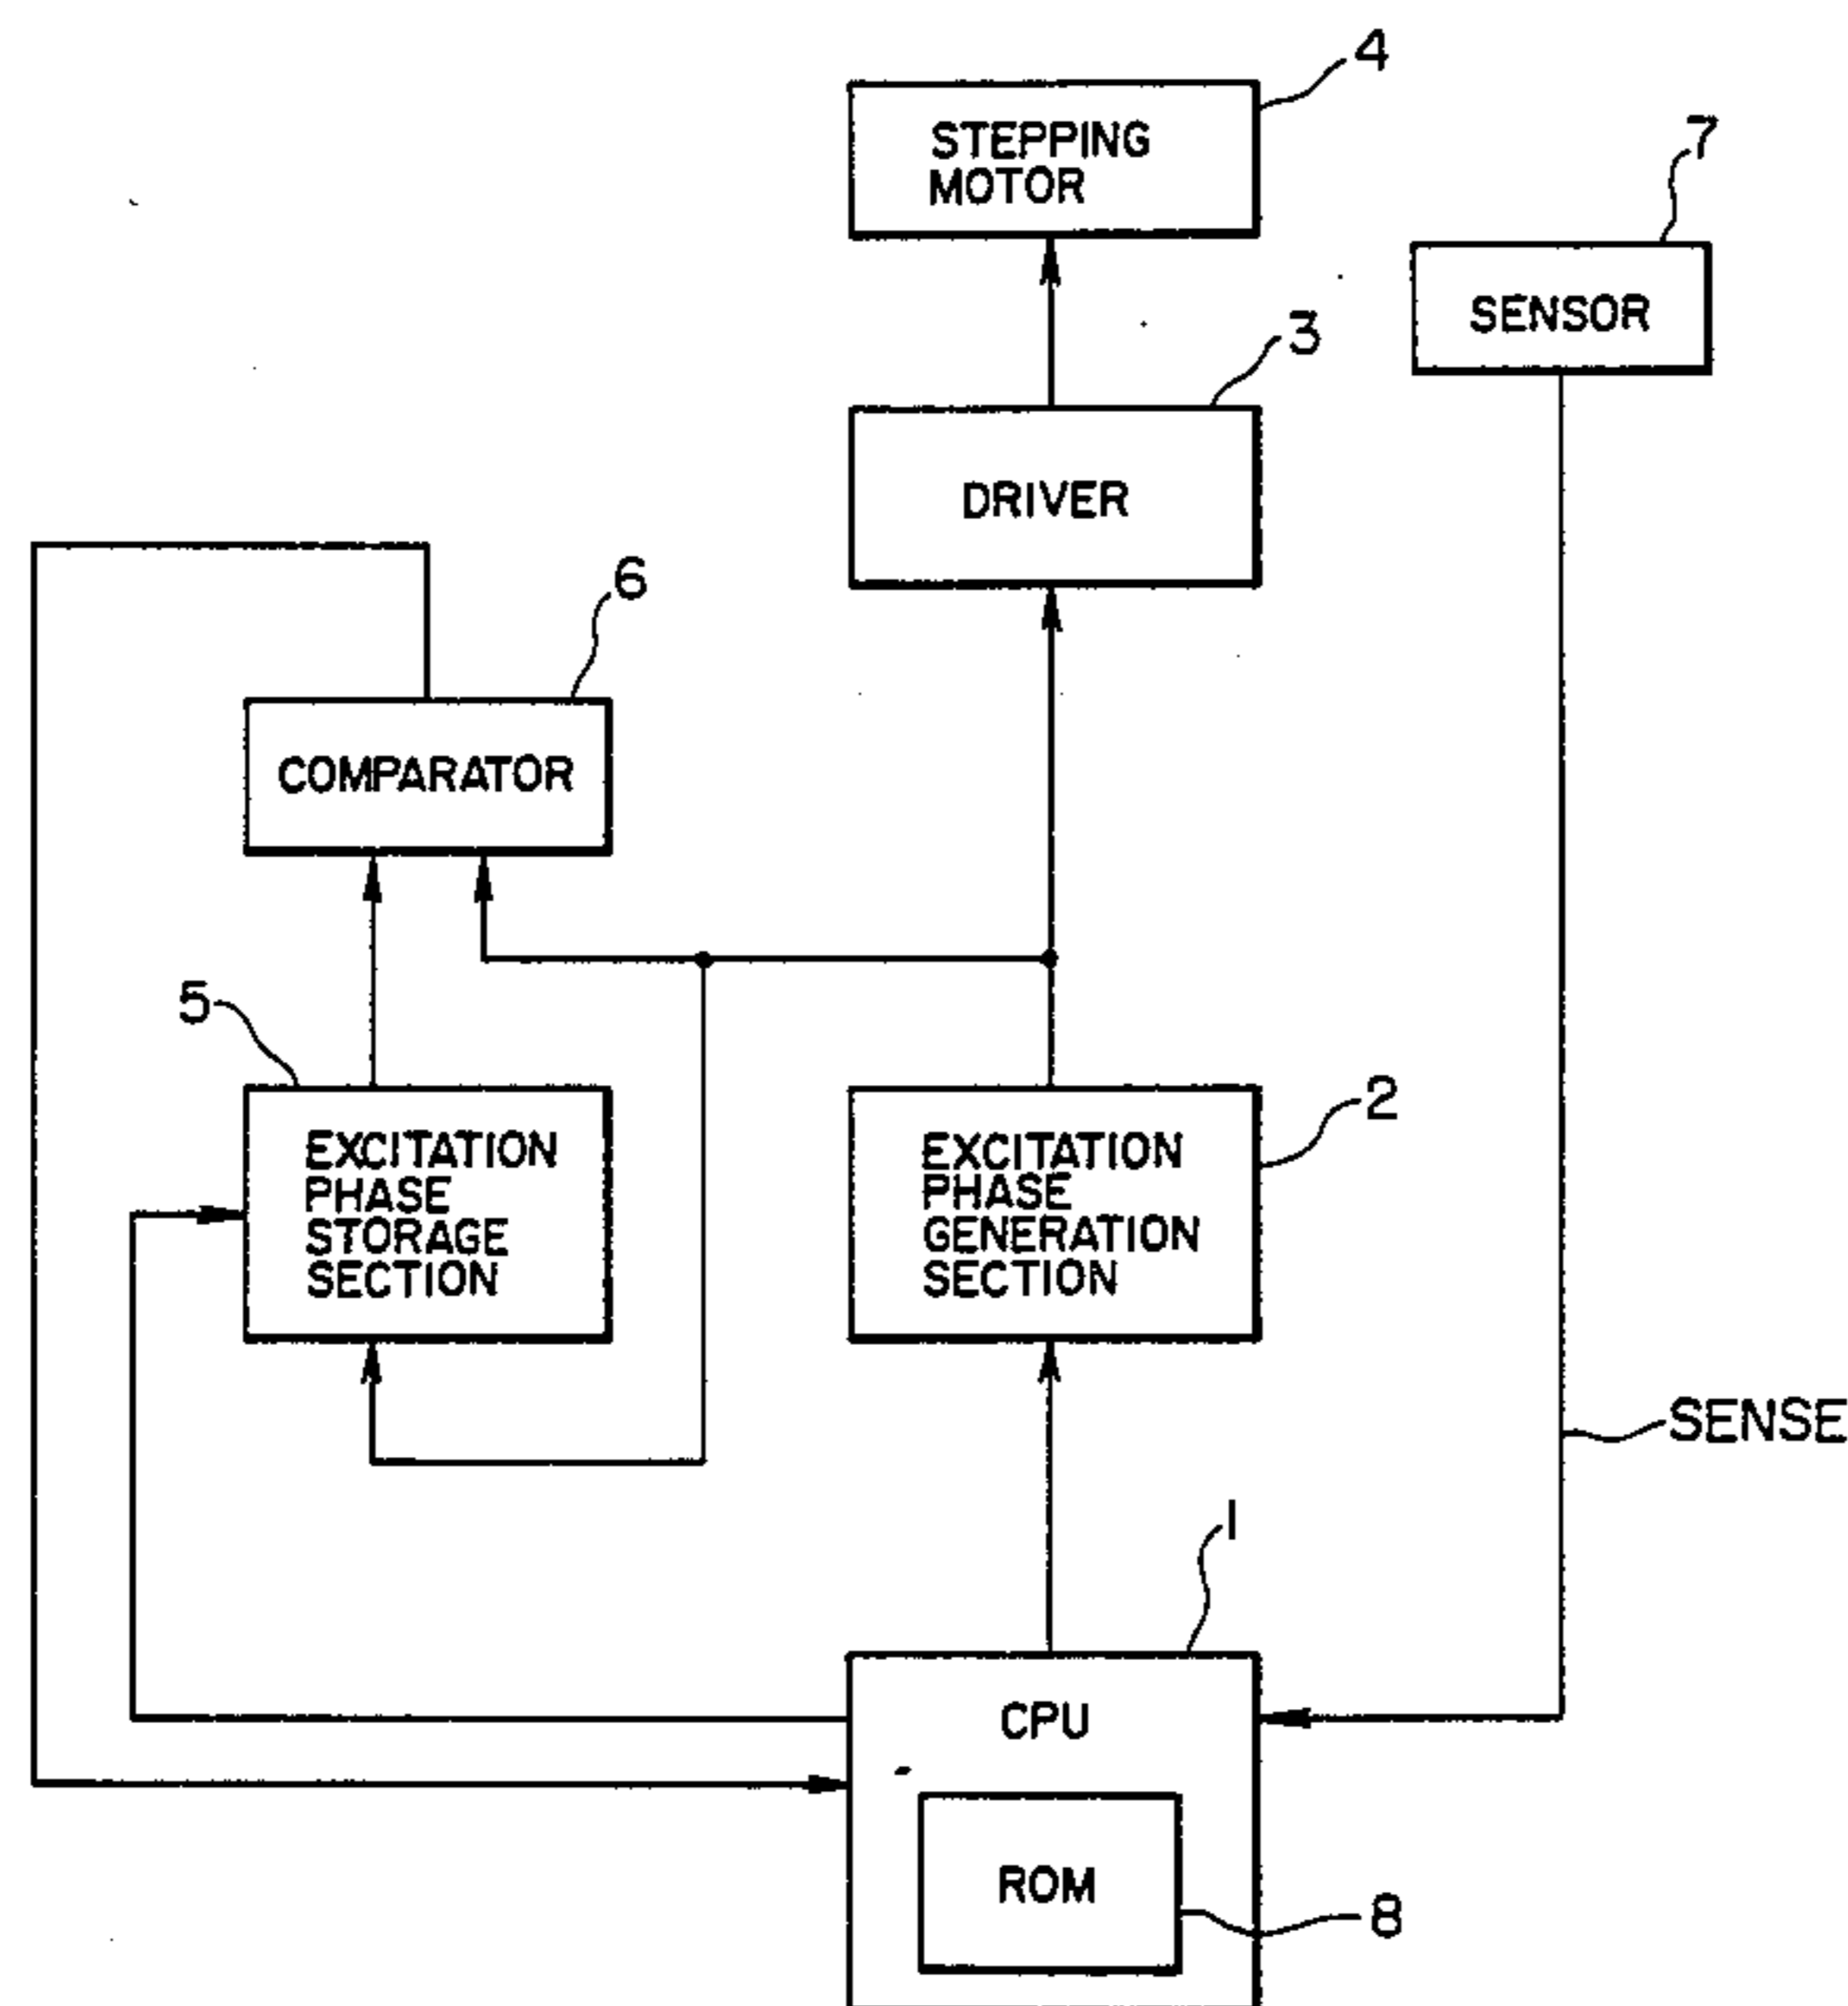 4
STEPPING
MOTOR
7
SENSOR
3
DRIVER
6
COMPARATOR
5
EXCITATION
PHASE
STORAGE
SECTION
2
EXCITATION
PHASE
GENERATION
SECTION
SENSE
1
CPU
ROM
8